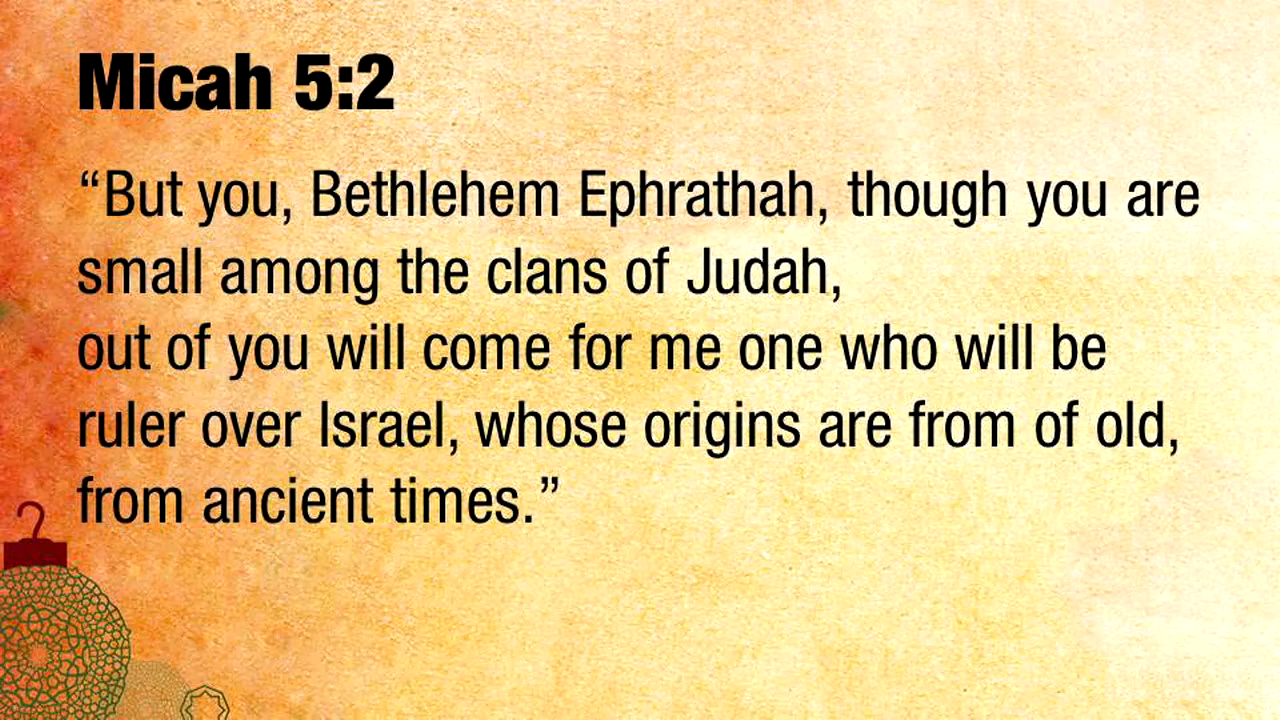 Micah 5:2
“But you, Bethlehem Ephrathah, though you are
small among the clans of Judah,
out of you will come for me one who will be
ruler over Israel, whose origins are from of old,
from ancient times.”